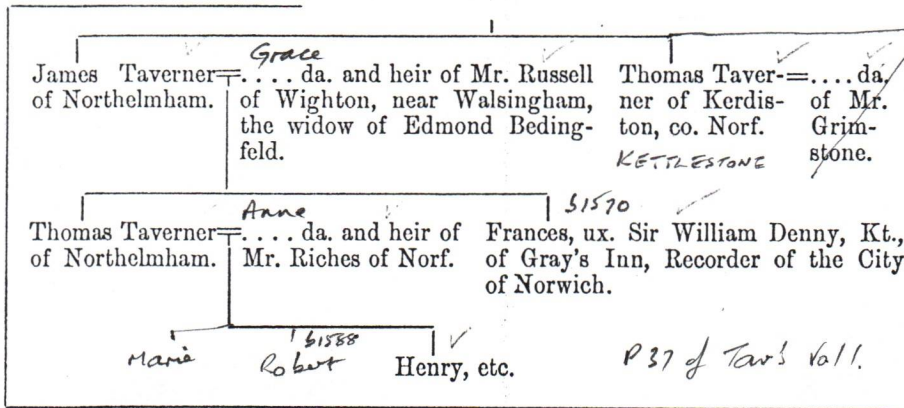 Grace
James Taverner=.... da. and heir of Mr. Russell
of Northelmham.
of Wighton, near Walsingham,
the widow of Edmond Beding-
feld.
Thomas Taver-=....da.
ner of Kerdis-
ton, co. Norf.
of Mr.
Grim-
stone.
KETTLESTONE
Anne
b1570
Thomas Taverner=.... da. and heir of
of Northelmham.
Mr. Riches of Norf.
Frances, ux. Sir William Denny, Kt.,
of Gray's Inn, Recorder of the City
of Norwich.
Marie
b1588
Robert
Henry, etc.
P 37 of Tav's Vol I.